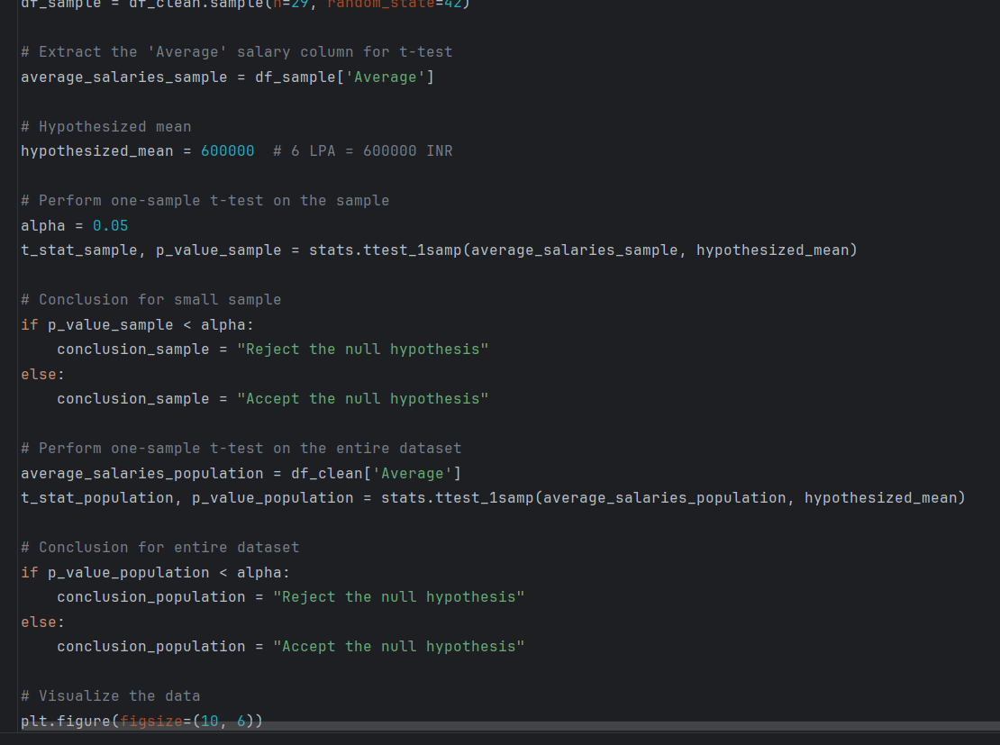 df_sample = df_clean.sample(n=29, random_state=42)
# Extract the 'Average' salary column for t-test
average_salaries_sample = df_sample['Average']
# Hypothesized mean
hypothesized_mean = 600000  # 6 LPA = 600000 INR
# Perform one-sample t-test on the sample
alpha = 0.05
t_stat_sample, p_value_sample = stats.ttest_1samp(average_salaries_sample, hypothesized_mean)
# Conclusion for small sample
if p_value_sample < alpha:
    conclusion_sample = "Reject the null hypothesis"
else:
    conclusion_sample = "Accept the null hypothesis"
# Perform one-sample t-test on the entire dataset
average_salaries_population = df_clean['Average']
t_stat_population, p_value_population = stats.ttest_1samp(average_salaries_population, hypothesized_mean)
# Conclusion for entire dataset
if p_value_population < alpha:
    conclusion_population = "Reject the null hypothesis"
else:
    conclusion_population = "Accept the null hypothesis"
# Visualize the data
plt.figure(figsize=(10, 6))